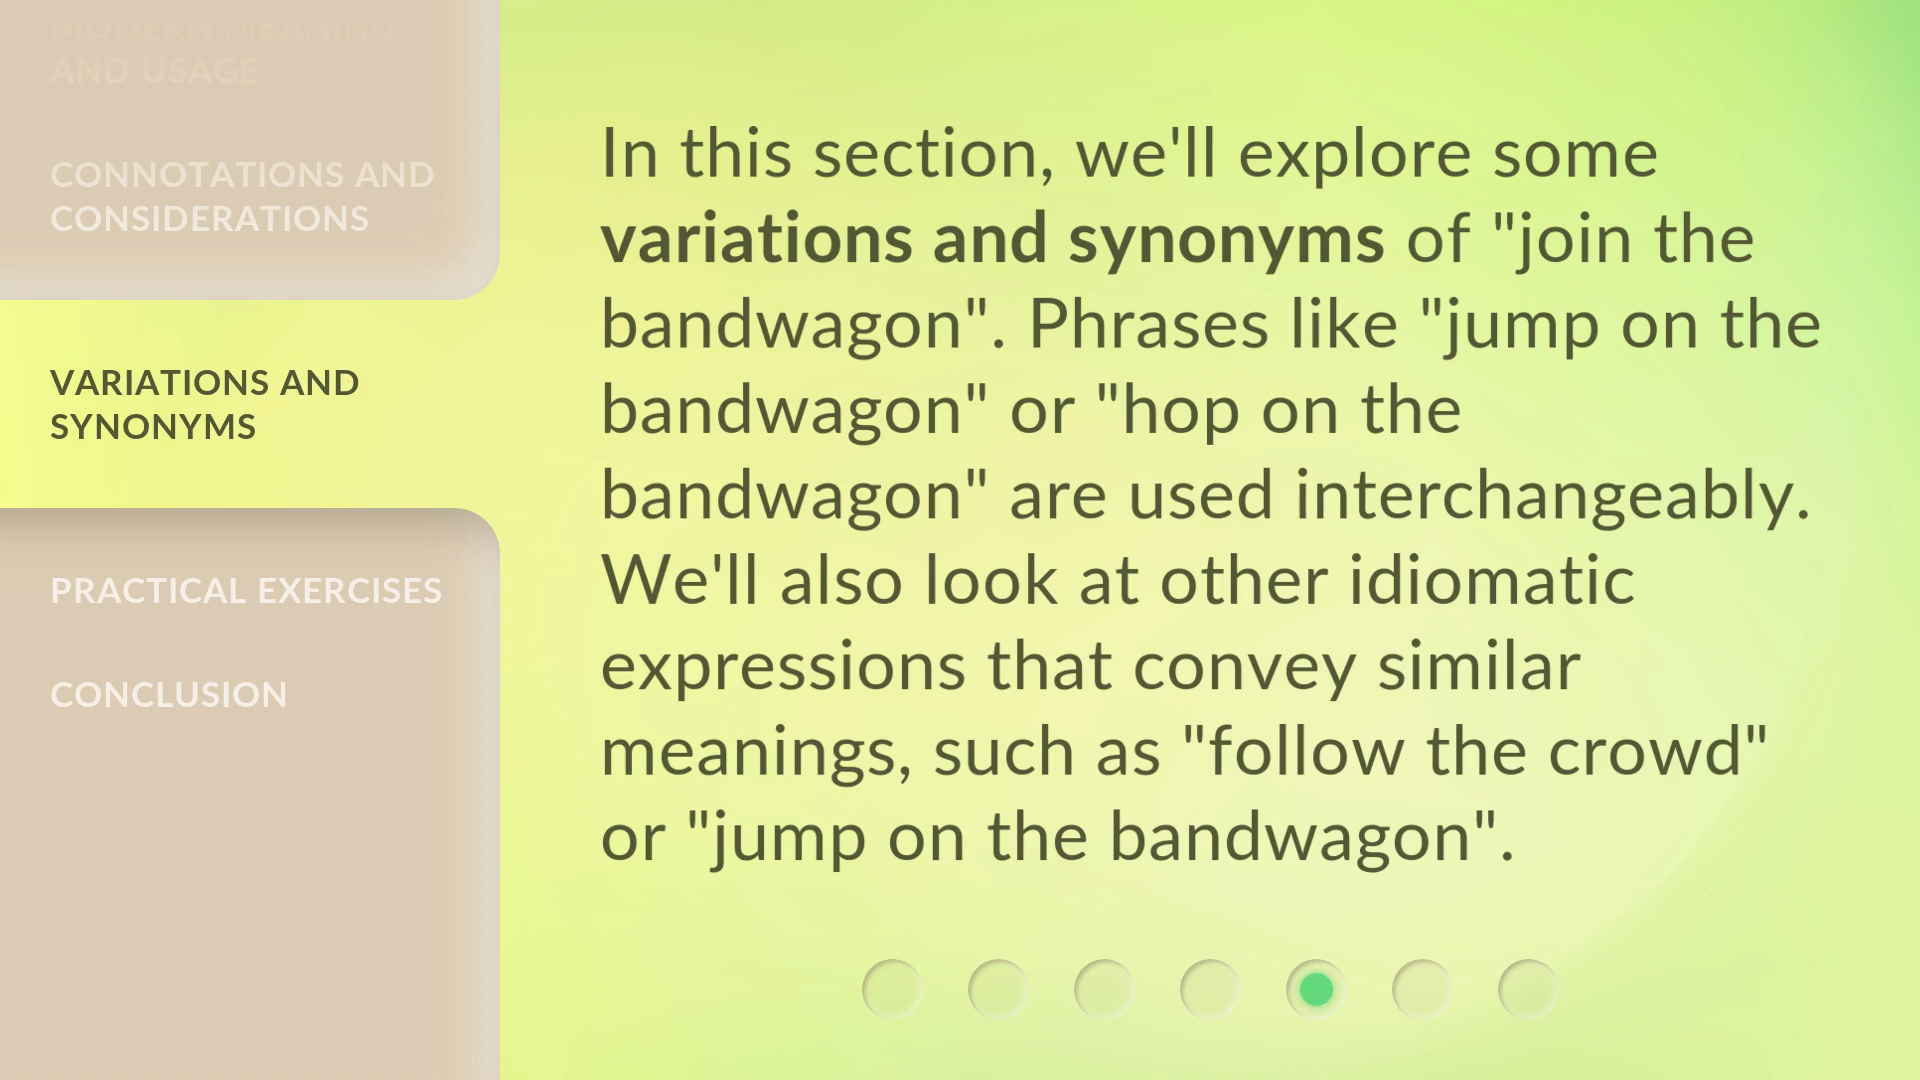 MODERN MEANING
AND USAGE
CONNOTATIONS AND
CONSIDERATIONS
VARIATIONS AND
SYNONYMS
PRACTICAL EXERCISES
CONCLUSION
In this section, we'll explore some
variations and synonyms of "join the
bandwagon". Phrases like "jump on the
bandwagon" or "hop on the
bandwagon" are used interchangeably.
We'll also look at other idiomatic
expressions that convey similar
meanings, such as "follow the crowd"
or "jump on the bandwagon".